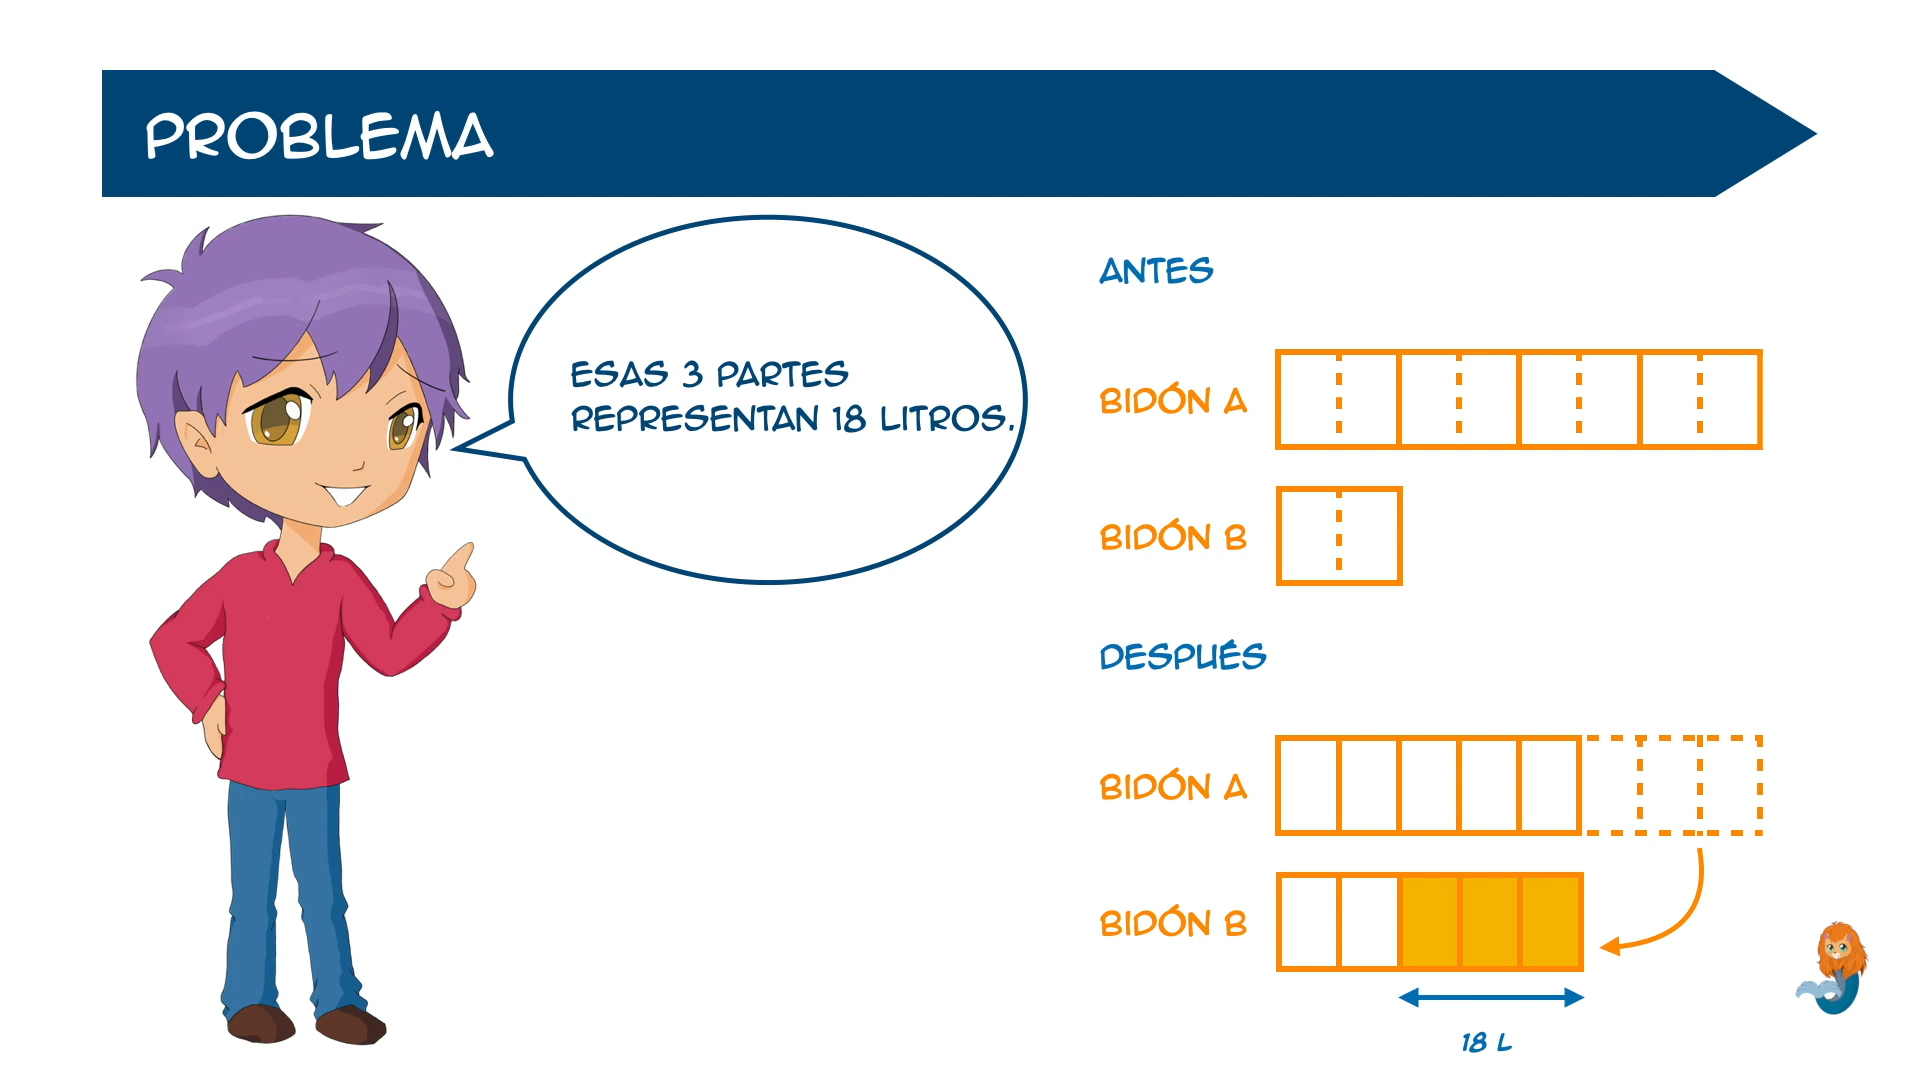 PROBLEMA
ESAS 3 PARTES
REPRESENTAN 18 LITROS.
ANTES
BIDÓN A
BIDÓN B
DESPUÉS
BIDÓN A
BIDÓN B
18 L